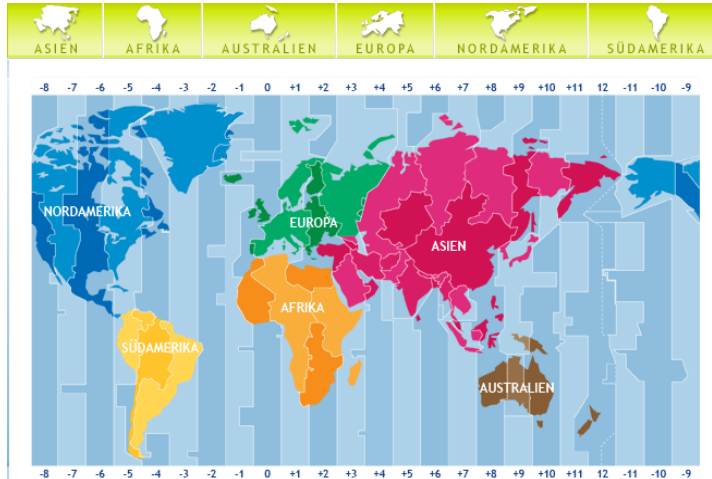 ASIEN AFRIKA AUSTRALIEN EUROPA NORDAMERIKA SÜDAMERIKA
-8 -7 -6 -5 -4 -3 -2 -1 0 +1 +2 +3 +4 +5 +6 +7 +8 +9 +10 +11 12 -11 -10 -9
NORDAMERIKA
EUROPA
ASIEN
AFRIKA
SÜDAMERIKA
AUSTRALIEN
-8 -7 -6 -5 -4 -3 -2 -1 0 +1 +2 +3 +4 +5 +6 +7 +8 +9 +10 +11 12 -11 -10 -9